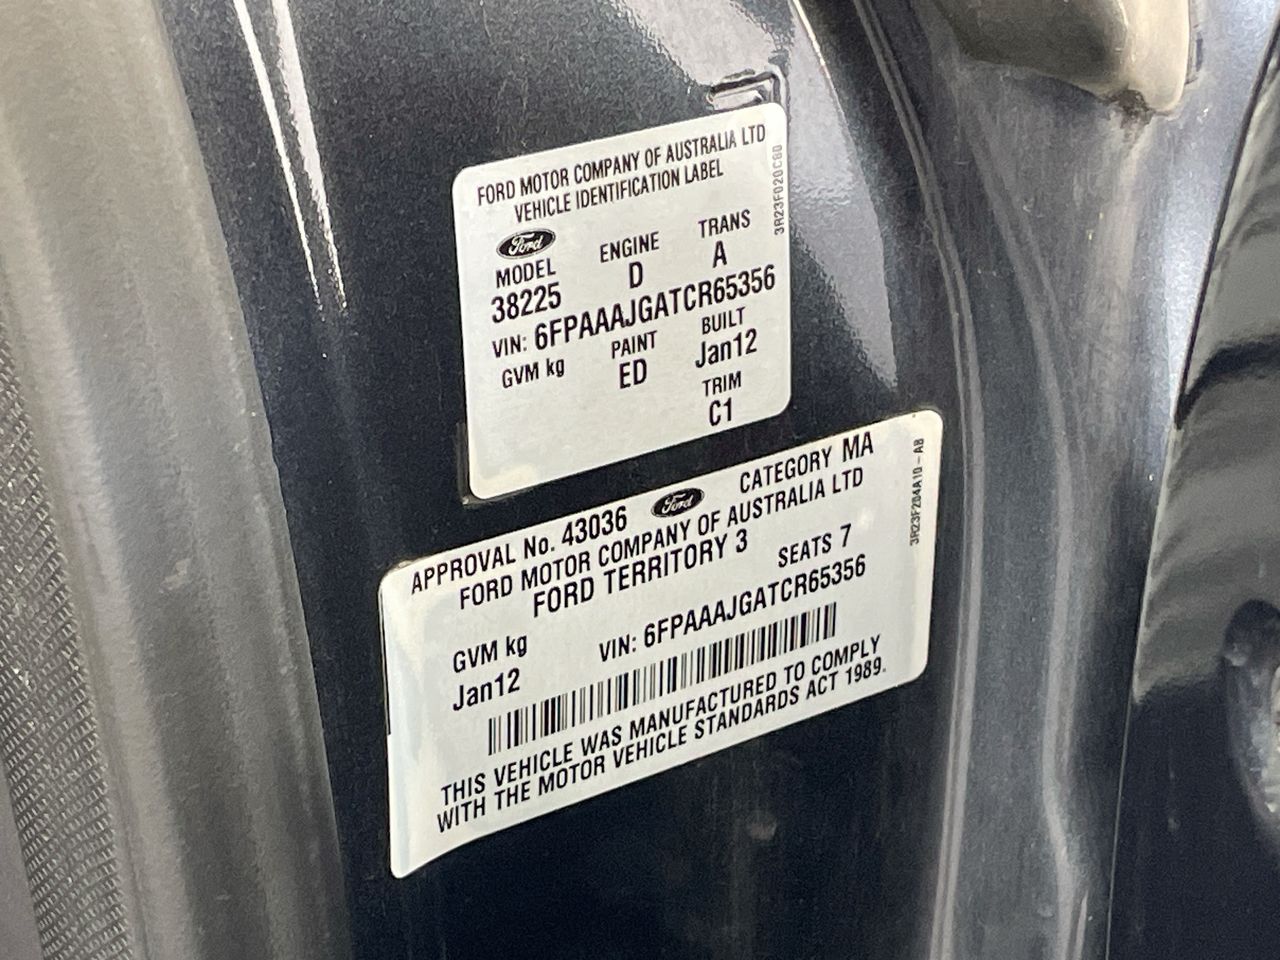 FORD MOTOR COMPANY OF AUSTRALIA LTD
VEHICLE IDENTIFICATION LABEL
Ford
MODEL ENGINE TRANS
38225 D A
VIN: 6FPAAAJGATCR65356
GVM kg PAINT BUILT
ED Jan12
TRIM
C1
3R23F020C60
APPROVAL No. 43036 Ford CATEGORY MA
FORD MOTOR COMPANY OF AUSTRALIA LTD
FORD TERRITORY 3 SEATS 7
GVM kg VIN: 6FPAAAJGATCR65356
Jan12
THIS VEHICLE WAS MANUFACTURED TO COMPLY
WITH THE MOTOR VEHICLE STANDARDS ACT 1989.
3R23F204A10-AB